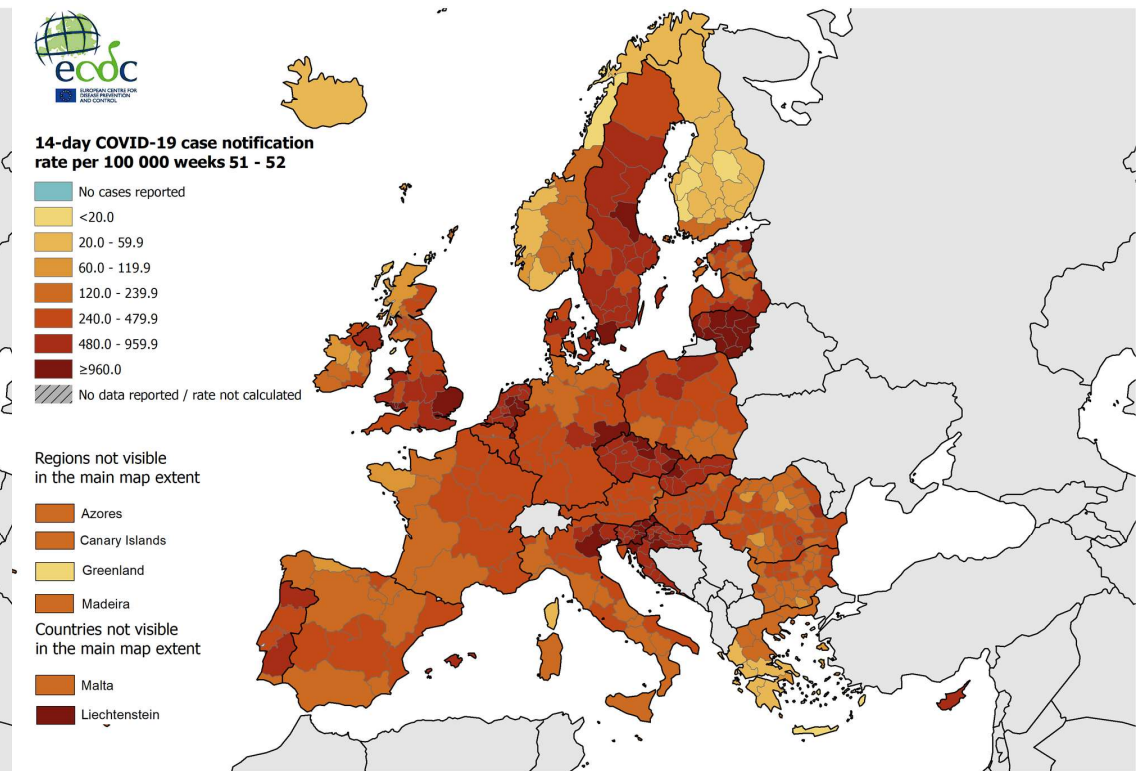 ecdc
EUROPEAN CENTRE FOR
DISEASE PREVENTION
AND CONTROL
14-day COVID-19 case notification
rate per 100 000 weeks 51 - 52
No cases reported
<20.0
20.0 - 59.9
60.0 - 119.9
120.0 - 239.9
240.0 - 479.9
480.0 - 959.9
≥960.0
No data reported / rate not calculated
Regions not visible
in the main map extent
Azores
Canary Islands
Greenland
Madeira
Countries not visible
in the main map extent
Malta
Liechtenstein